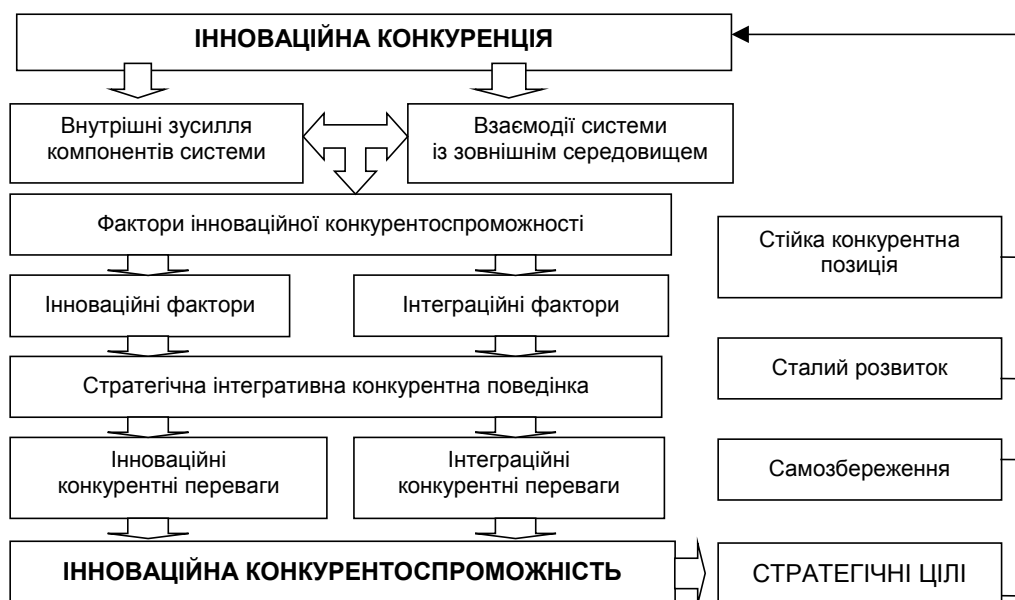 ІННОВАЦІЙНА КОНКУРЕНЦІЯ
Внутрішні зусилля
компонентів системи
Взаємодії системи
із зовнішнім середовищем
Фактори інноваційної конкурентоспроможності
Інноваційні фактори
Інтеграційні фактори
Стратегічна інтегративна конкурентна поведінка
Інноваційні
конкурентні переваги
Інтеграційні
конкурентні переваги
ІННОВАЦІЙНА КОНКУРЕНТОСПРОМОЖНІСТЬ
Стійка конкурентна
позиція
Сталий розвиток
Самозбереження
СТРАТЕГІЧНІ ЦІЛІ